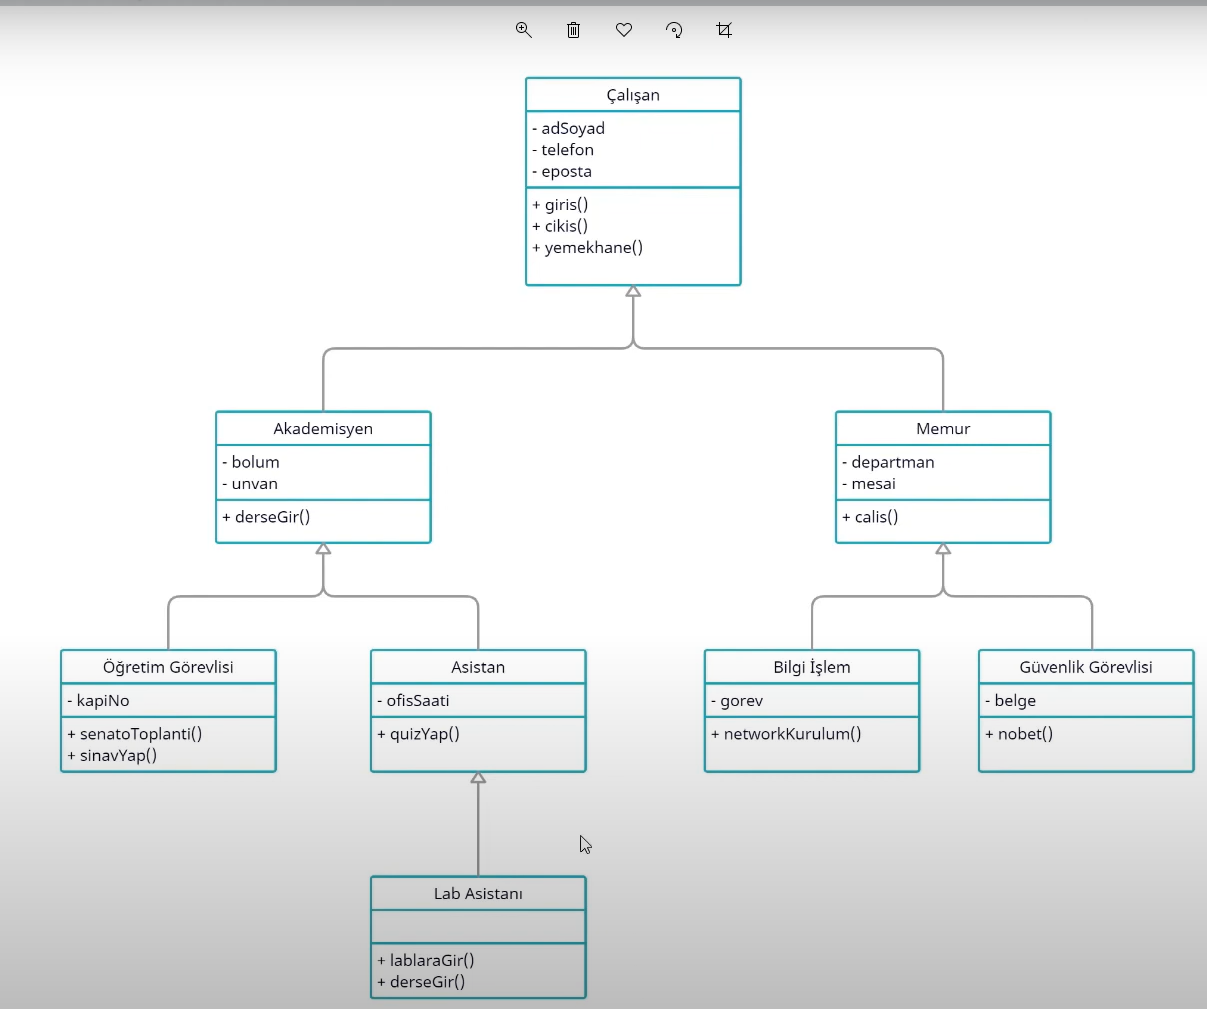 Çalışan
- adSoyad
- telefon
- eposta
+ giris()
+ cikis()
+ yemekhane()
Akademisyen
- bolum
- unvan
+ derseGir()
Memur
- departman
- mesai
+ calis()
Öğretim Görevlisi
- kapiNo
+ senatoToplanti()
+ sinavYap()
Asistan
- ofisSaati
+ quizYap()
Bilgi İşlem
- gorev
+ networkKurulum()
Güvenlik Görevlisi
- belge
+ nobet()
Lab Asistanı
+ lablaraGir()
+ derseGir()